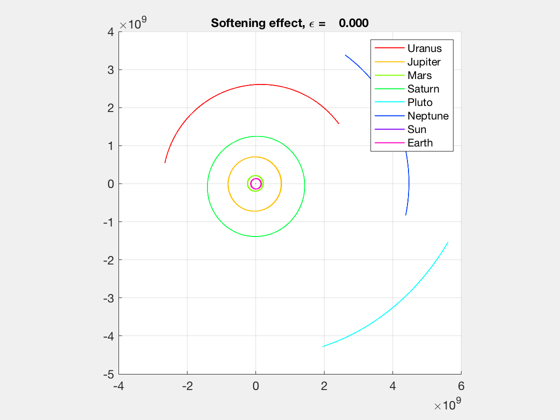 ×10⁹
Softening effect, ϵ = 0.000
4
3
2
1
0
-1
-2
-3
-4
-5
Uranus
Jupiter
Mars
Saturn
Pluto
Neptune
Sun
Earth
-4 -2 0 2 4 6
×10⁹